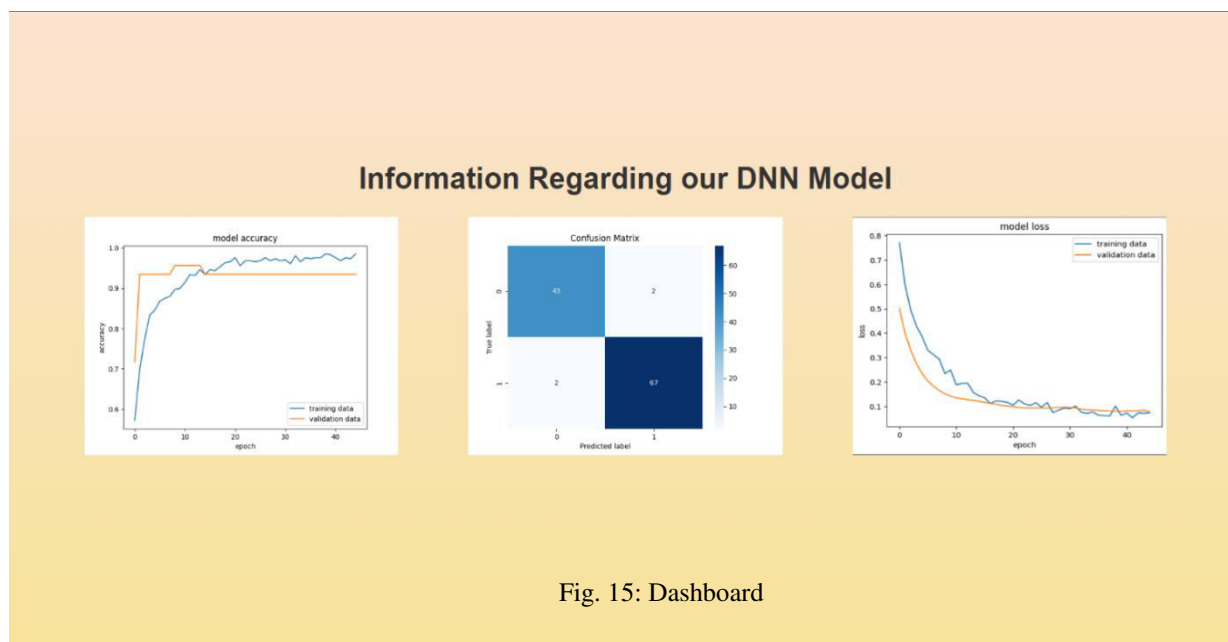 Information Regarding our DNN Model
model accuracy
1.0
0.9
0.8
0.7
0.6
accuracy
0 10 20 30 40
epoch
training data
validation data
Confusion Matrix
0
1
True label
43 2
2 67
0 1
Predicted label
60
50
40
30
20
10
model loss
0.8
0.7
0.6
0.5
0.4
0.3
0.2
0.1
loss
training data
validation data
0 10 20 30 40
epoch
Fig. 15: Dashboard